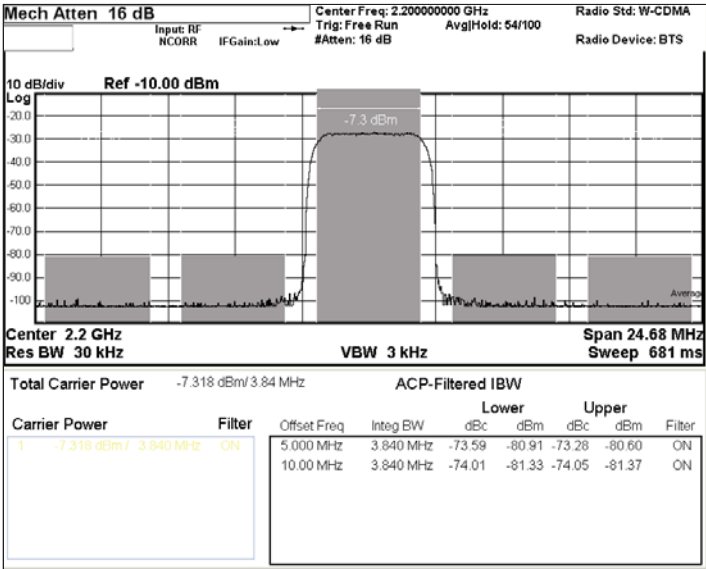 Mech Atten 16 dB
Input: RF
NCORR IFGain:Low
Center Freq: 2.200000000 GHz
Trig: Free Run Avg|Hold: 54/100
#Atten: 16 dB
Radio Std: W-CDMA
Radio Device: BTS
10 dB/div Ref -10.00 dBm
Log
-20.0
-30.0
-40.0
-50.0
-60.0
-70.0
-80.0
-90.0
-100
-7.3 dBm
Average
Center 2.2 GHz Span 24.68 MHz
Res BW 30 kHz VBW 3 kHz Sweep 681 ms
Total Carrier Power -7.318 dBm/ 3.84 MHz ACP-Filtered IBW
Lower Upper
Carrier Power Filter Offset Freq Integ BW dBc dBm dBc dBm Filter
1 -7.318 dBm / 3.840 MHz ON 5.000 MHz 3.840 MHz -73.59 -80.91 -73.28 -80.60 ON
10.00 MHz 3.840 MHz -74.01 -81.33 -74.05 -81.37 ON